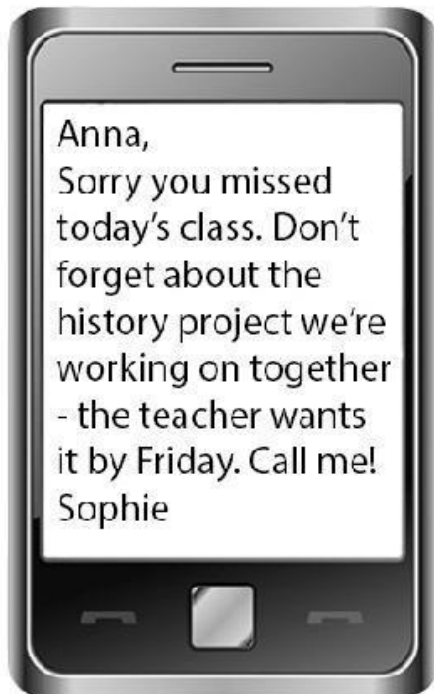 Anna,
Sorry you missed
today's class. Don't
forget about the
history project we're
working on together
- the teacher wants
it by Friday. Call me!
Sophie